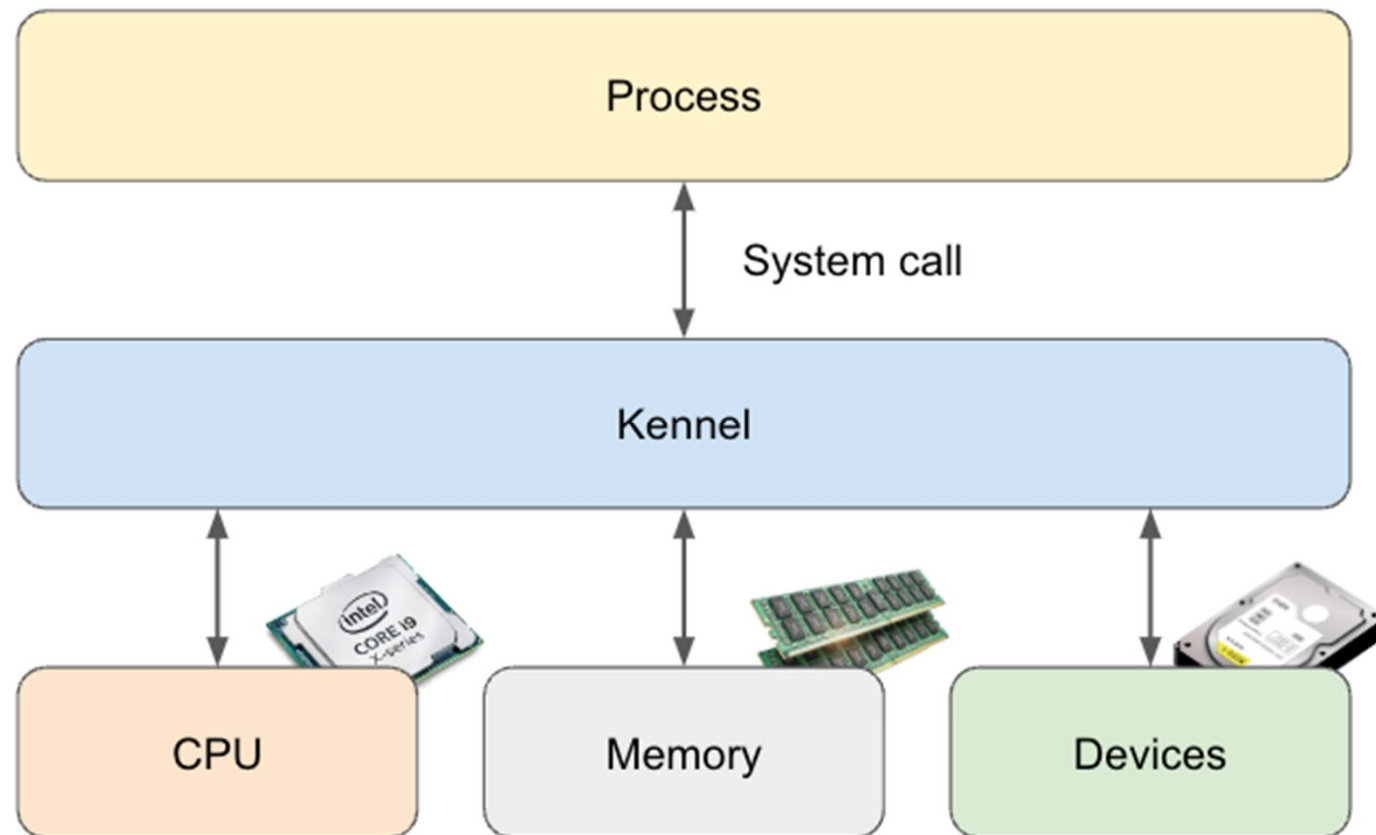 Process
System call
Kennel
intel
CORE i9
X-series
CPU
Memory
Devices